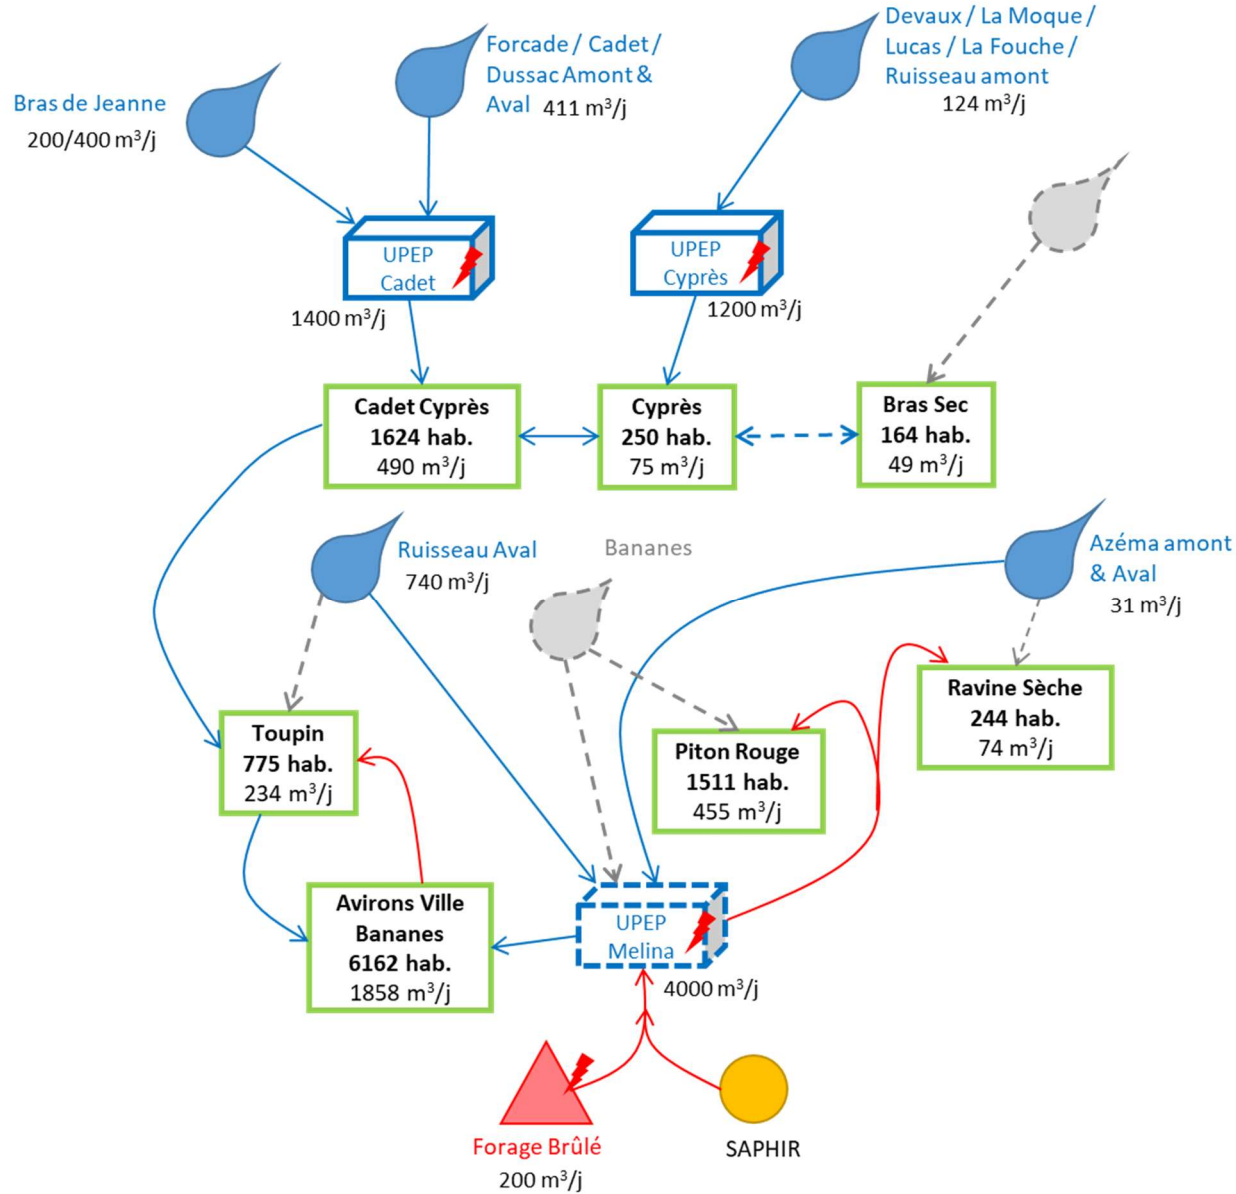 Bras de Jeanne
200/400 m³/j
Forcade / Cadet /
Dussac Amont &
Aval 411 m³/j
Devaux / La Moque /
Lucas / La Fouche /
Ruisseau amont
124 m³/j
UPEP
Cadet
1400 m³/j
UPEP
Cyprès
1200 m³/j
Cadet Cyprès
1624 hab.
490 m³/j
Cyprès
250 hab.
75 m³/j
Bras Sec
164 hab.
49 m³/j
Ruisseau Aval
740 m³/j
Bananes
Azéma amont
& Aval
31 m³/j
Toupin
775 hab.
234 m³/j
Piton Rouge
1511 hab.
455 m³/j
Ravine Sèche
244 hab.
74 m³/j
Avirons Ville
Bananes
6162 hab.
1858 m³/j
UPEP
Melina
4000 m³/j
Forage Brûlé
200 m³/j
SAPHIR